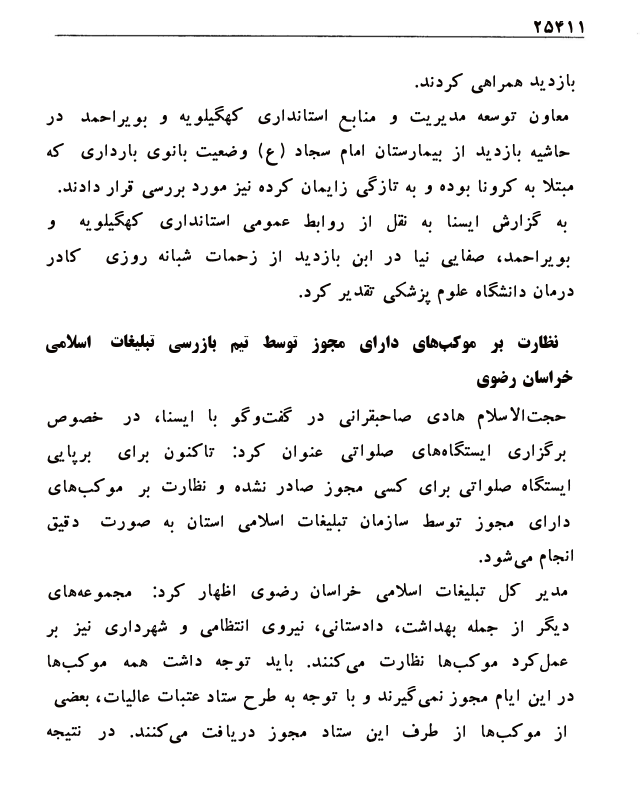 ۲۵۴۱۱
بازدید همراهی کردند.
معاون توسعه مدیریت و منابع استانداری کهگیلویه و بویراحمد در
حاشیه بازدید از بیمارستان امام سجاد (ع) وضعیت بانوی بارداری که
مبتلا به کرونا بوده و به تازگی زایمان کرده نیز مورد بررسی قرار دادند.
به گزارش ایسنا به نقل از روابط عمومی استانداری کهگیلویه و
بویراحمد، صفایی نیا در ابن بازدید از زحمات شبانه روزی کادر
درمان دانشگاه علوم پزشکی تقدیر کرد.
نظارت بر موکب‌های دارای مجوز توسط تیم بازرسی تبلیغات اسلامی
خراسان رضوی
حجت‌الاسلام هادی صاحبقرانی در گفت‌وگو با ایسنا، در خصوص
برگزاری ایستگاه‌های صلواتی عنوان کرد: تاکنون برای برپایی
ایستگاه صلواتی برای کسی مجوز صادر نشده و نظارت بر موکب‌های
دارای مجوز توسط سازمان تبلیغات اسلامی استان به صورت دقیق
انجام می‌شود.
مدیر کل تبلیغات اسلامی خراسان رضوی اظهار کرد: مجموعه‌های
دیگر از جمله بهداشت، دادستانی، نیروی انتظامی و شهرداری نیز بر
عمل‌کرد موکب‌ها نظارت می‌کنند. باید توجه داشت همه موکب‌ها
در این ایام مجوز نمی‌گیرند و با توجه به طرح ستاد عتبات عالیات، بعضی
از موکب‌ها از طرف این ستاد مجوز دریافت می‌کنند. در نتیجه